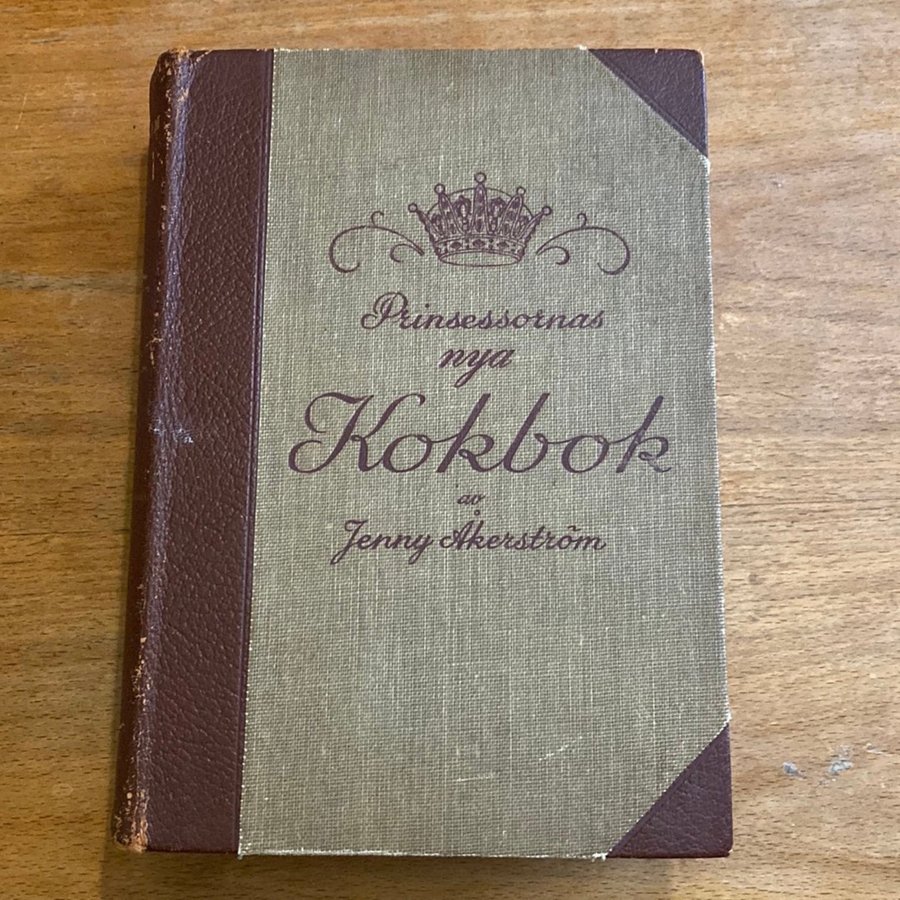 Prinsessornas
nya
Kokbok
av
Jenny Åkerström